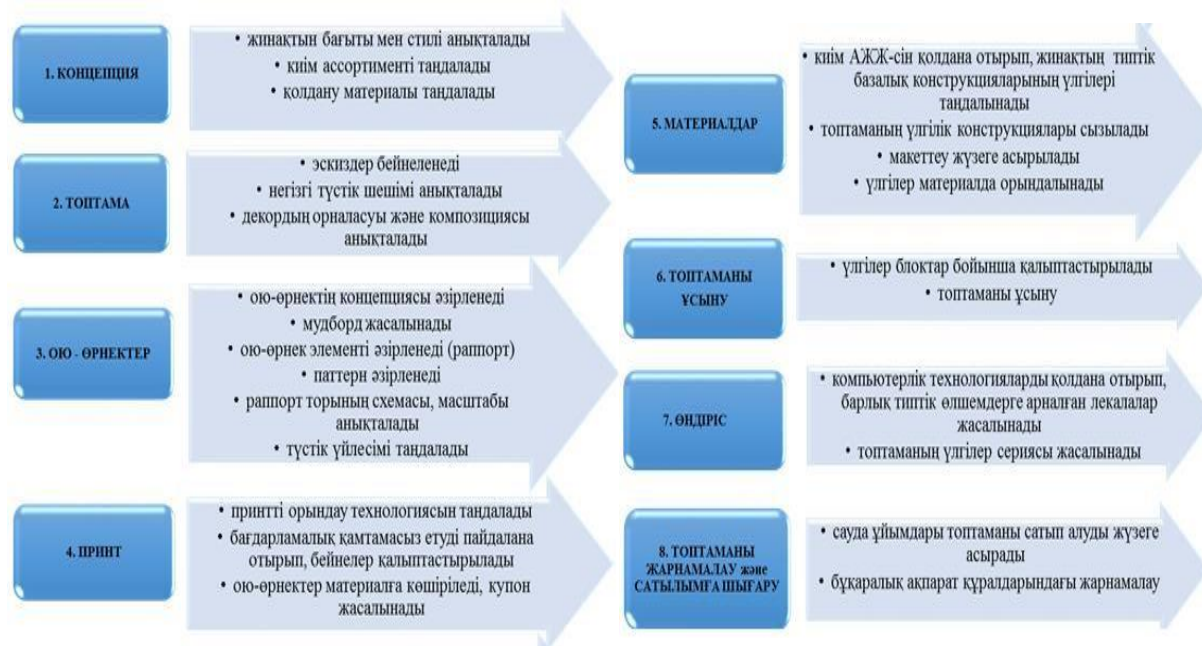 1. КОНЦЕПЦИЯ
• жинақтың бағыты мен стилі анықталады
• киім ассортименті таңдалады
• қолдану материалы таңдалады
2. ТОПТАМА
• эскиздер бейнеленеді
• негізгі түстік шешімі анықталады
• декордың орналасуы және композициясы
анықталады
3. ОЮ - ӨРНЕКТЕР
• ою-өрнектің концепциясы әзірленеді
• мудборд жасалынады
• ою-өрнек элементі әзірленеді (раппорт)
• паттерн әзірленеді
• раппорт торының схемасы, масштабы
анықталады
• түстік үйлесімі таңдалады
4. ПРИНТ
• принтті орындау технологиясын таңдалады
• бағдарламалық қамтамасыз етуді пайдалана
отырып, бейнелер қалыптастырылады
• ою-өрнектер материалға көшіріледі, купон
жасалынады
5. МАТЕРИАЛДАР
• киім АЖЖ-сін қолдана отырып, жинақтың типтік
базалық конструкцияларының үлгілері
таңдалынады
• топтаманың үлгілік конструкциялары сызылады
• макеттеу жүзеге асырылады
• үлгілер материалда орындалынады
6. ТОПТАМАНЫ
ҰСЫНУ
• үлгілер блоктар бойынша қалыптастырылады
• топтаманы ұсыну
7. ӨНДІРІС
• компьютерлік технологияларды қолдана отырып,
барлық типтік өлшемдерге арналған лекалалар
жасалынады
• топтаманың үлгілер сериясы жасалынады
8. ТОПТАМАНЫ
ЖАРНАМАЛАУ және
САТЫЛЫМҒА ШЫҒАРУ
• сауда ұйымдары топтаманы сатып алуды жүзеге
асырады
• бұқаралық ақпарат құралдарындағы жарнамалау